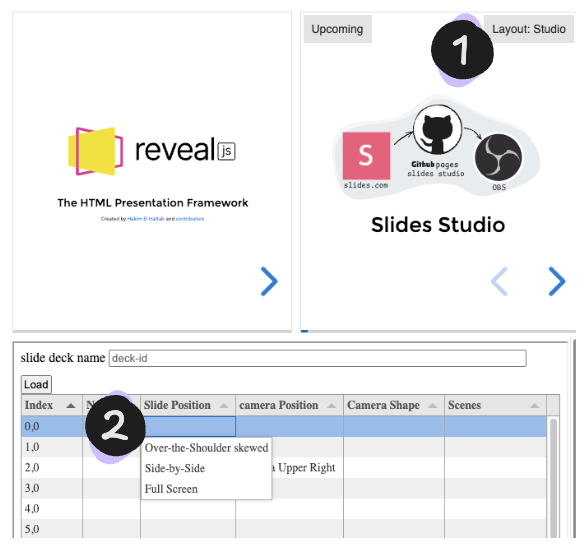 Upcoming
1
Layout: Studio
reveal js
The HTML Presentation Framework
Created by Hakim El Hattab and contributors
S
slides.com
Github pages
slides studio
OBS
Slides Studio
slide deck name deck-id
Load
Index Slide Position camera Position Camera Shape Scenes
2
0,0
Over-the-Shoulder skewed
1,0
Side-by-Side
2,0 Upper Right
Full Screen
3,0
4,0
5,0